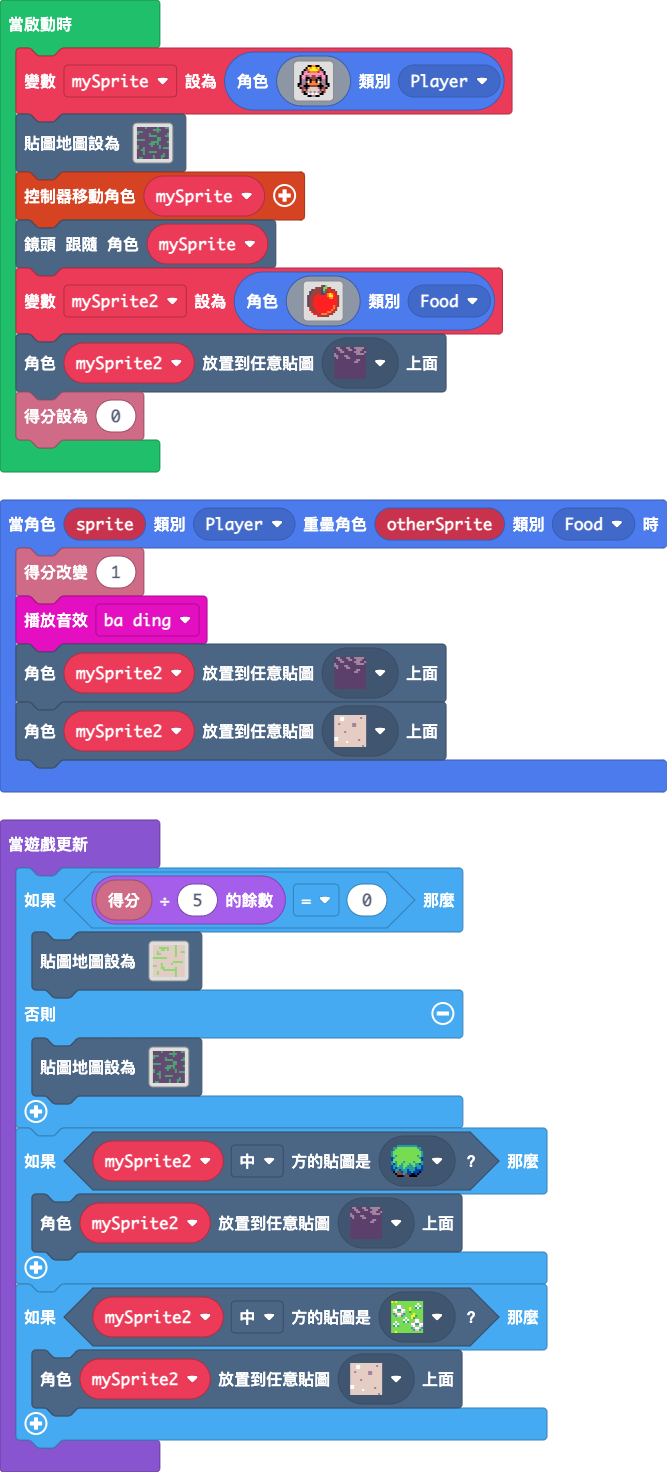 當啟動時
變數 mySprite 設為 角色 類別 Player
貼圖地圖設為
控制器移動角色 mySprite
鏡頭 跟隨 角色 mySprite
變數 mySprite2 設為 角色 類別 Food
角色 mySprite2 放置到任意貼圖 上面
得分設為 0
當角色 sprite 類別 Player 重量角色 otherSprite 類別 Food 時
得分改變 1
播放音效 ba ding
角色 mySprite2 放置到任意貼圖 上面
角色 mySprite2 放置到任意貼圖 上面
當遊戲更新
如果 得分 ÷ 5 的餘數 = 0 那麼
貼圖地圖設為
否則
貼圖地圖設為
如果 mySprite2 中 方的貼圖是 ? 那麼
角色 mySprite2 放置到任意貼圖 上面
如果 mySprite2 中 方的貼圖是 ? 那麼
角色 mySprite2 放置到任意貼圖 上面